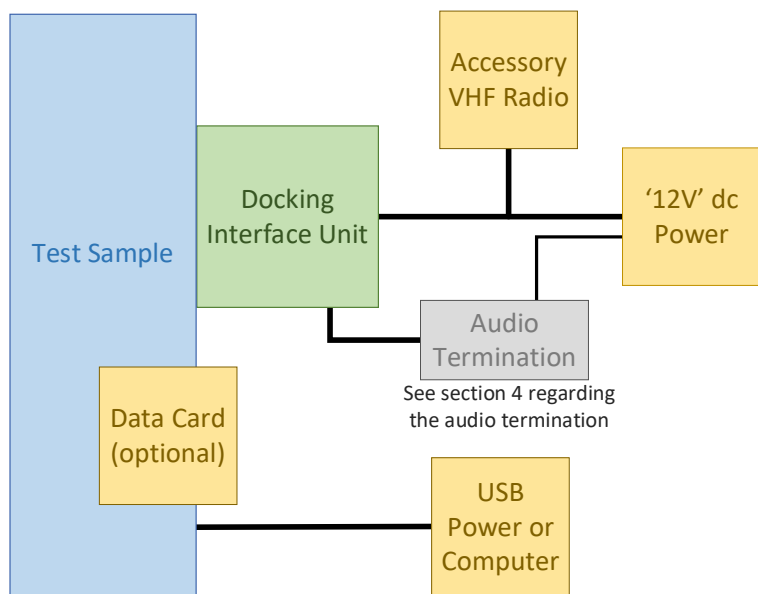 Accessory
VHF Radio
Docking
Interface Unit
‘12V’ dc
Power
Test Sample
Audio
Termination
See section 4 regarding
the audio termination
Data Card
(optional)
USB
Power or
Computer